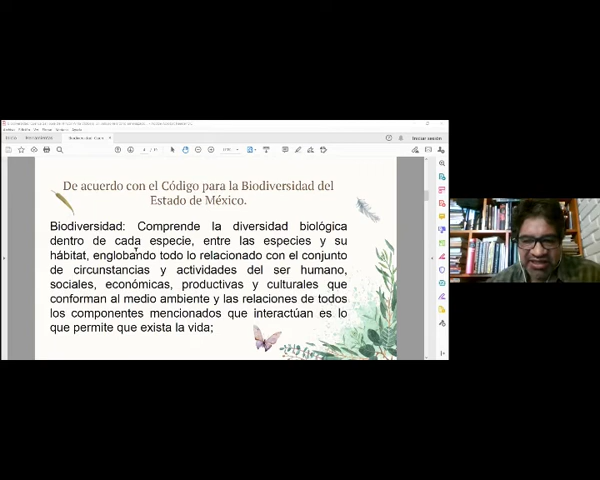 Iniciar sesión
De acuerdo con el Código para la Biodiversidad del
Estado de México.
Biodiversidad: Comprende la diversidad biológica
dentro de cada especie, entre las especies y su
hábitat, englobando todo lo relacionado con el conjunto
de circunstancias y actividades del ser humano,
sociales, económicas, productivas y culturales que
conforman al medio ambiente y las relaciones de todos
los componentes mencionados que interactúan es lo
que permite que exista la vida;